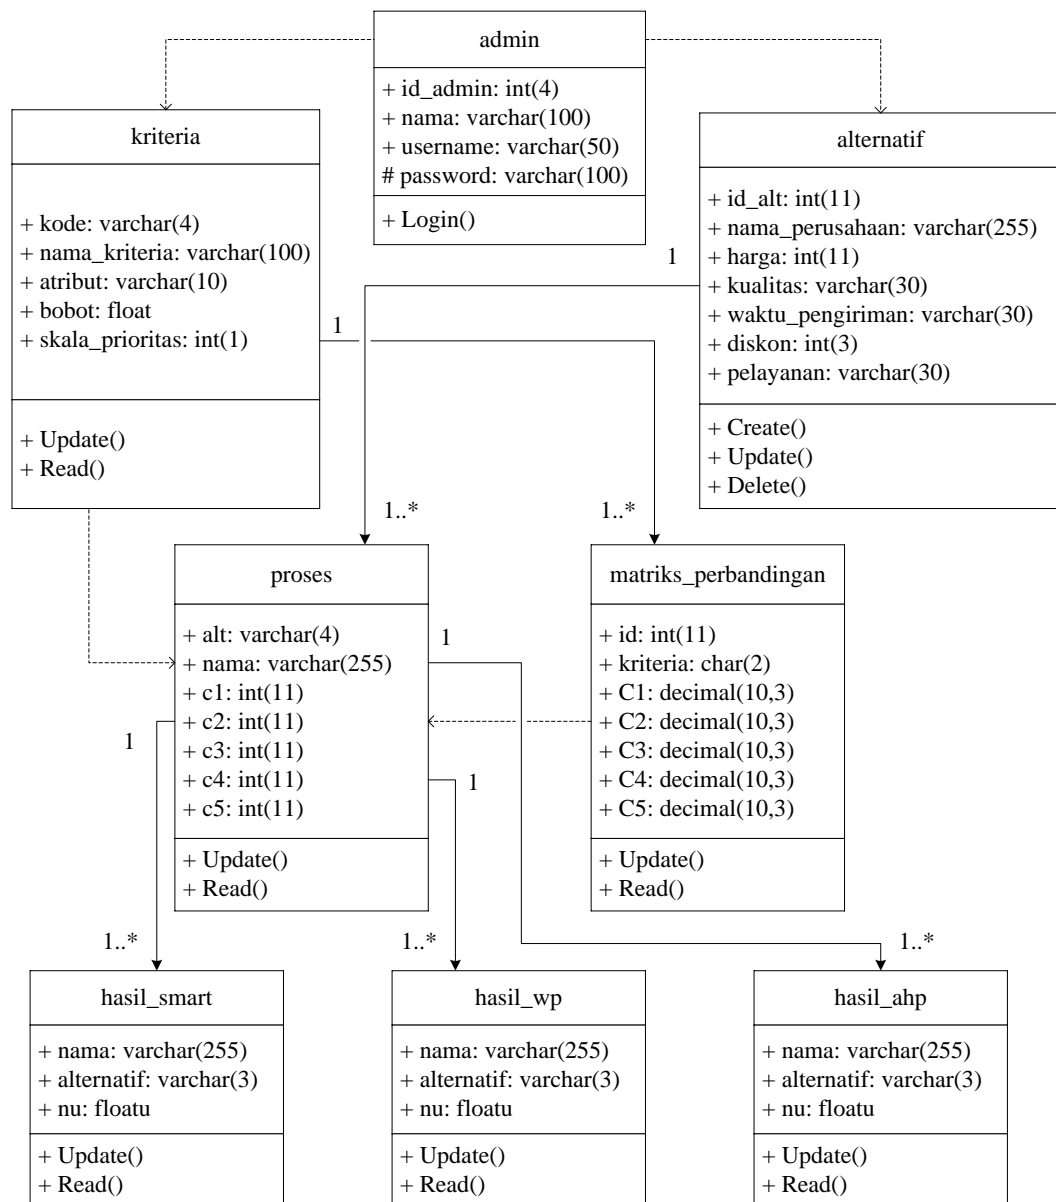 admin
+ id_admin: int(4)
+ nama: varchar(100)
+ username: varchar(50)
# password: varchar(100)
+ Login()
kriteria
+ kode: varchar(4)
+ nama_kriteria: varchar(100)
+ atribut: varchar(10)
+ bobot: float
+ skala_prioritas: int(1)
+ Update()
+ Read()
alternatif
+ id_alt: int(11)
+ nama_perusahaan: varchar(255)
+ harga: int(11)
+ kualitas: varchar(30)
+ waktu_pengiriman: varchar(30)
+ diskon: int(3)
+ pelayanan: varchar(30)
+ Create()
+ Update()
+ Delete()
1
1
1..*
1..*
proses
+ alt: varchar(4)
+ nama: varchar(255)
+ c1: int(11)
+ c2: int(11)
+ c3: int(11)
+ c4: int(11)
+ c5: int(11)
+ Update()
+ Read()
matriks_perbandingan
+ id: int(11)
+ kriteria: char(2)
+ C1: decimal(10,3)
+ C2: decimal(10,3)
+ C3: decimal(10,3)
+ C4: decimal(10,3)
+ C5: decimal(10,3)
+ Update()
+ Read()
1
1
1
1..*
1..*
1..*
hasil_smart
+ nama: varchar(255)
+ alternatif: varchar(3)
+ nu: floatu
+ Update()
+ Read()
hasil_wp
+ nama: varchar(255)
+ alternatif: varchar(3)
+ nu: floatu
+ Update()
+ Read()
hasil_ahp
+ nama: varchar(255)
+ alternatif: varchar(3)
+ nu: floatu
+ Update()
+ Read()